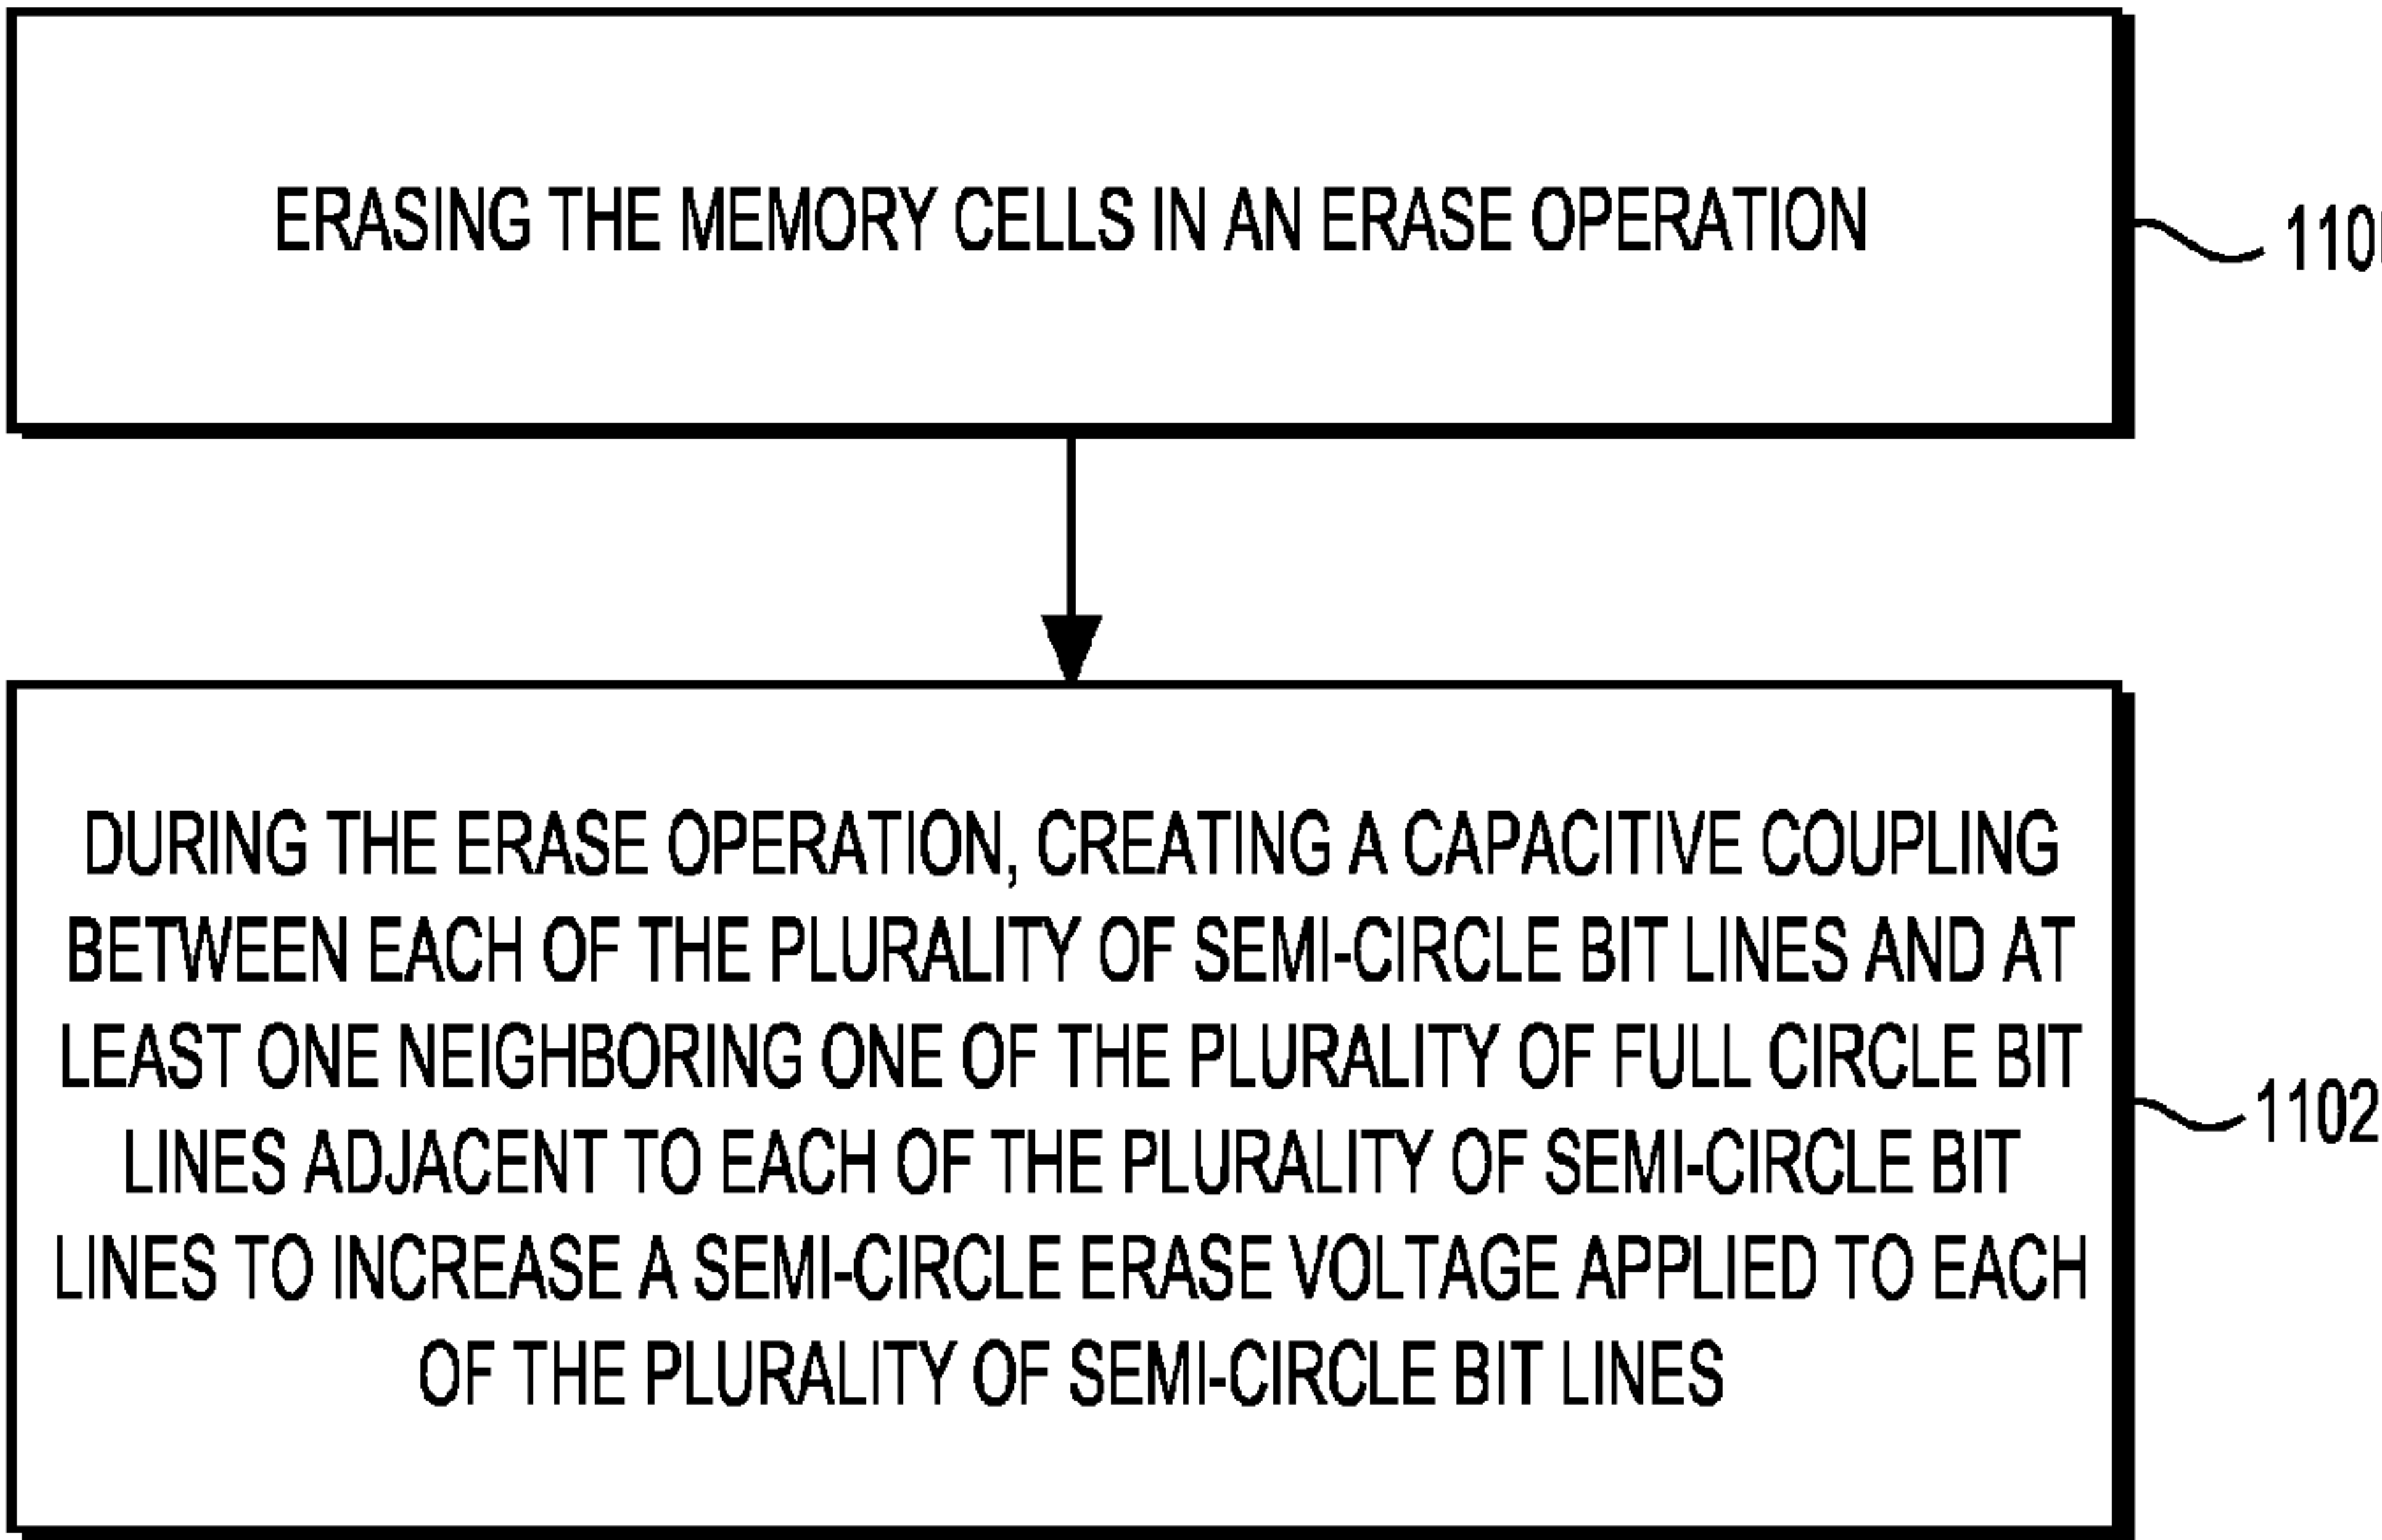 ERASING THE MEMORY CELLS IN AN ERASE OPERATION
DURING THE ERASE OPERATION, CREATING A CAPACITIVE COUPLING
BETWEEN EACH OF THE PLURALITY OF SEMI-CIRCLE BIT LINES AND AT
LEAST ONE NEIGHBORING ONE OF THE PLURALITY OF FULL CIRCLE BIT
LINES ADJACENT TO EACH OF THE PLURALITY OF SEMI-CIRCLE BIT
LINES TO INCREASE A SEMI-CIRCLE ERASE VOLTAGE APPLIED TO EACH
OF THE PLURALITY OF SEMI-CIRCLE BIT LINES
1102